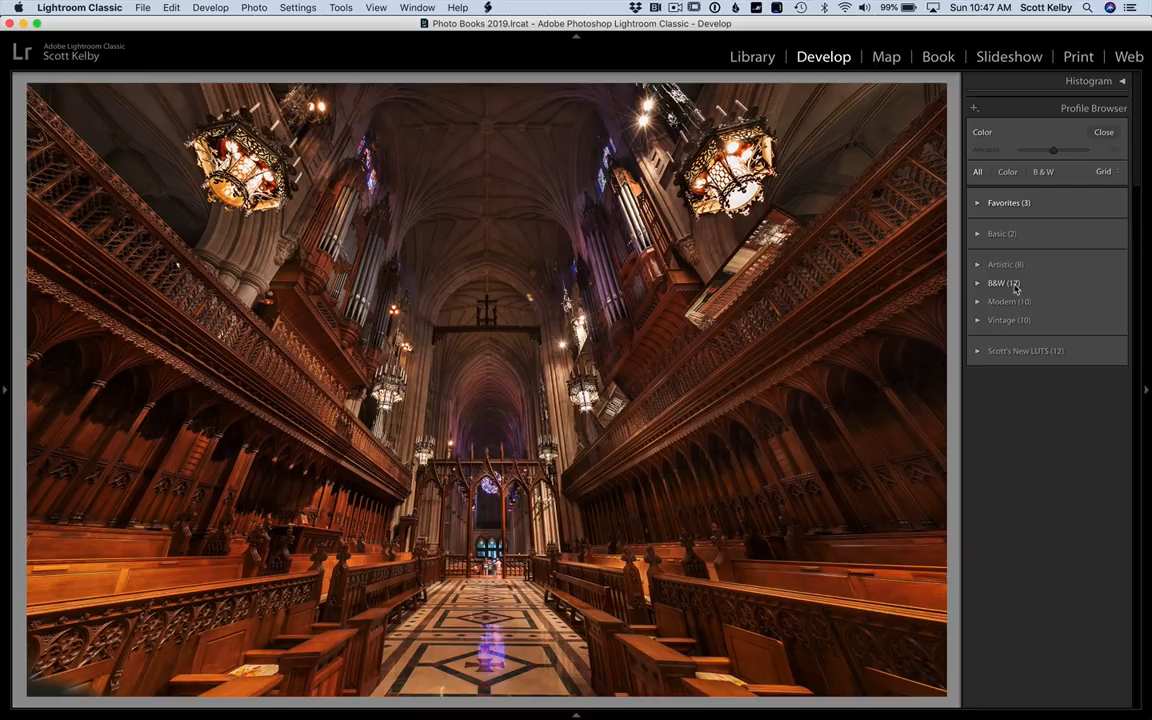 Lightroom Classic File Edit Develop Photo Settings Tools View Window Help 99% Sun 10:47 AM Scott Kelby
Photo Books 2019.lrcat - Adobe Photoshop Lightroom Classic - Develop
Lr Adobe Lightroom Classic
Scott Kelby
Library | Develop | Map | Book | Slideshow | Print | Web
Histogram
Profile Browser
Color Close
Amount
All Color B & W Grid
Favorites (3)
Basic (2)
Artistic (8)
B&W (17)
Modern (10)
Vintage (10)
Scott's New LUTS (12)